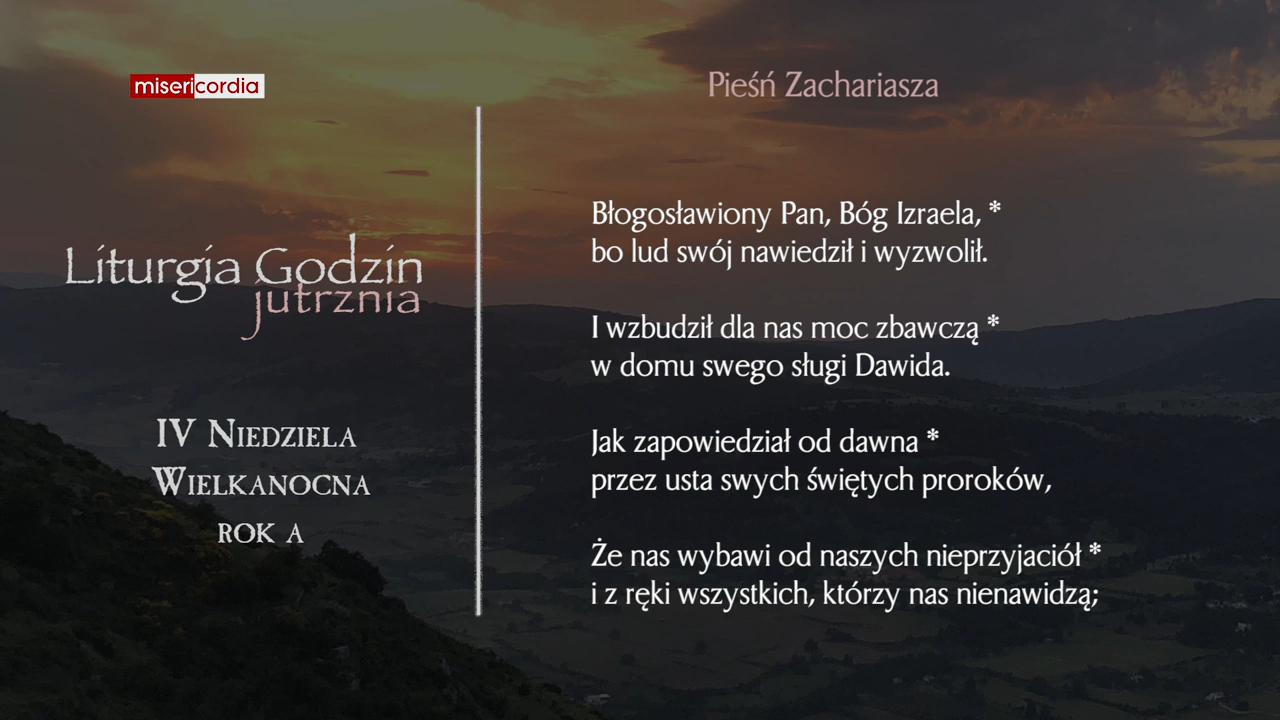 misericordia
Liturgia Godzin
jutrznia
IV Niedziela
Wielkanocna
rok a
Pieśń Zachariasza
Błogosławiony Pan, Bóg Izraela, *
bo lud swój nawiedził i wyzwolił.
I wzbudził dla nas moc zbawczą *
w domu swego sługi Dawida.
Jak zapowiedział od dawna *
przez usta swych świętych proroków,
Że nas wybawi od naszych nieprzyjaciół *
i z ręki wszystkich, którzy nas nienawidzą;